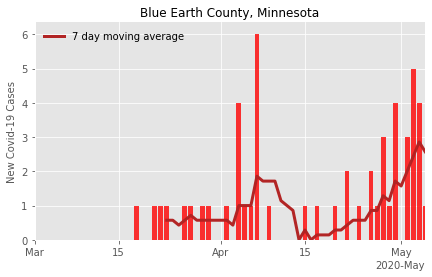 Blue Earth County, Minnesota
7 day moving average
New Covid-19 Cases
6
5
4
3
2
1
0
Mar 15 Apr 15 May
2020-May